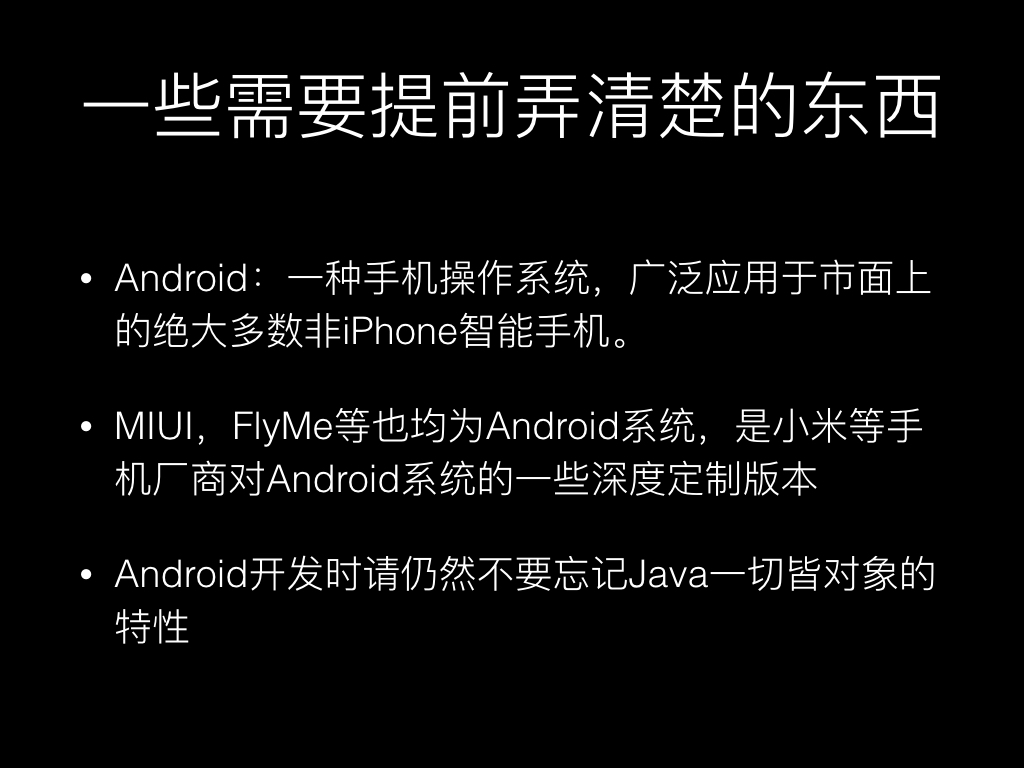 一些需要提前弄清楚的东西
• Android：一种手机操作系统，广泛应用于市面上
的绝大多数非iPhone智能手机。
• MIUI，FlyMe等也均为Android系统，是小米等手
机厂商对Android系统的一些深度定制版本
• Android开发时请仍然不要忘记Java一切皆对象的
特性